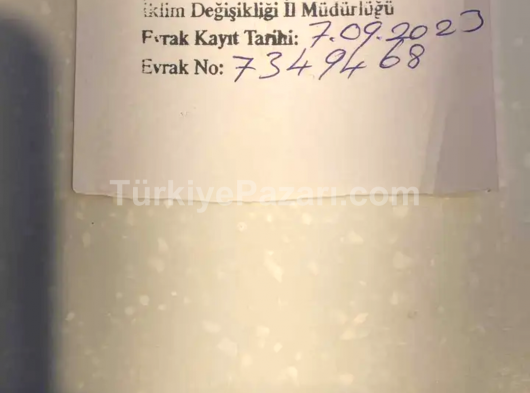 İklim Değişikliği İl Müdürlüğü
Evrak Kayıt Tarihi: 7.09.2023
Evrak No: 7349468
TürkiyePazari.com